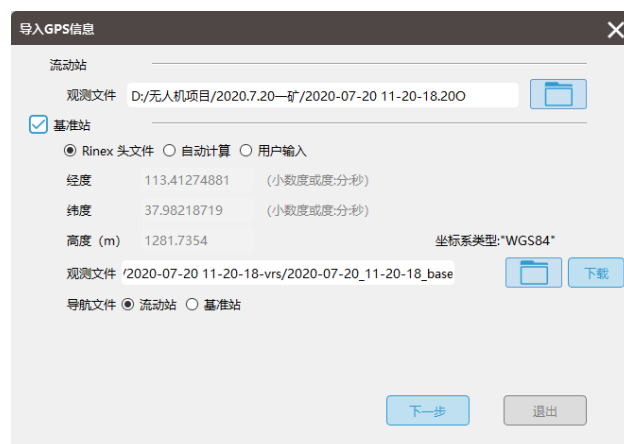 导入GPS信息
流动站
观测文件 D:/无人机项目/2020.7.20一矿/2020-07-20 11-20-18.20O
基准站
Rinex 头文件 自动计算 用户输入
经度 113.41274881 (小数度或度:分:秒)
纬度 37.98218719 (小数度或度:分:秒)
高度（m） 1281.7354 坐标系类型:"WGS84"
观测文件 /2020-07-20 11-20-18-vrs/2020-07-20_11-20-18_base 下载
导航文件 流动站 基准站
下一步 退出